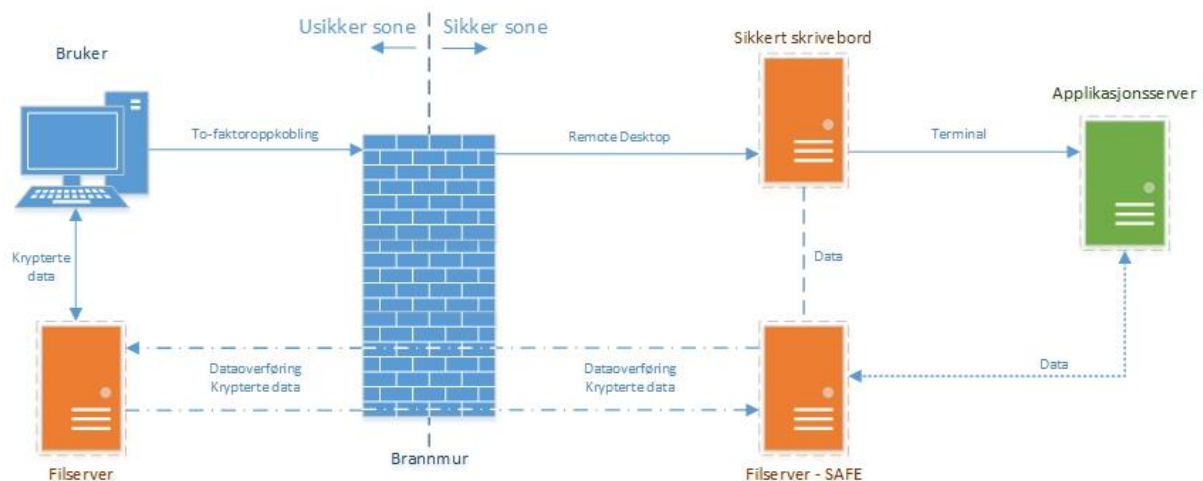 Usikker sone
Sikker sone
Bruker
Sikkert skrivebord
Applikasjonsserver
To-faktoroppkobling
Remote Desktop
Terminal
Krypterte
data
Data
Dataoverføring
Krypterte data
Dataoverføring
Krypterte data
Data
Filserver
Brannmur
Filserver - SAFE